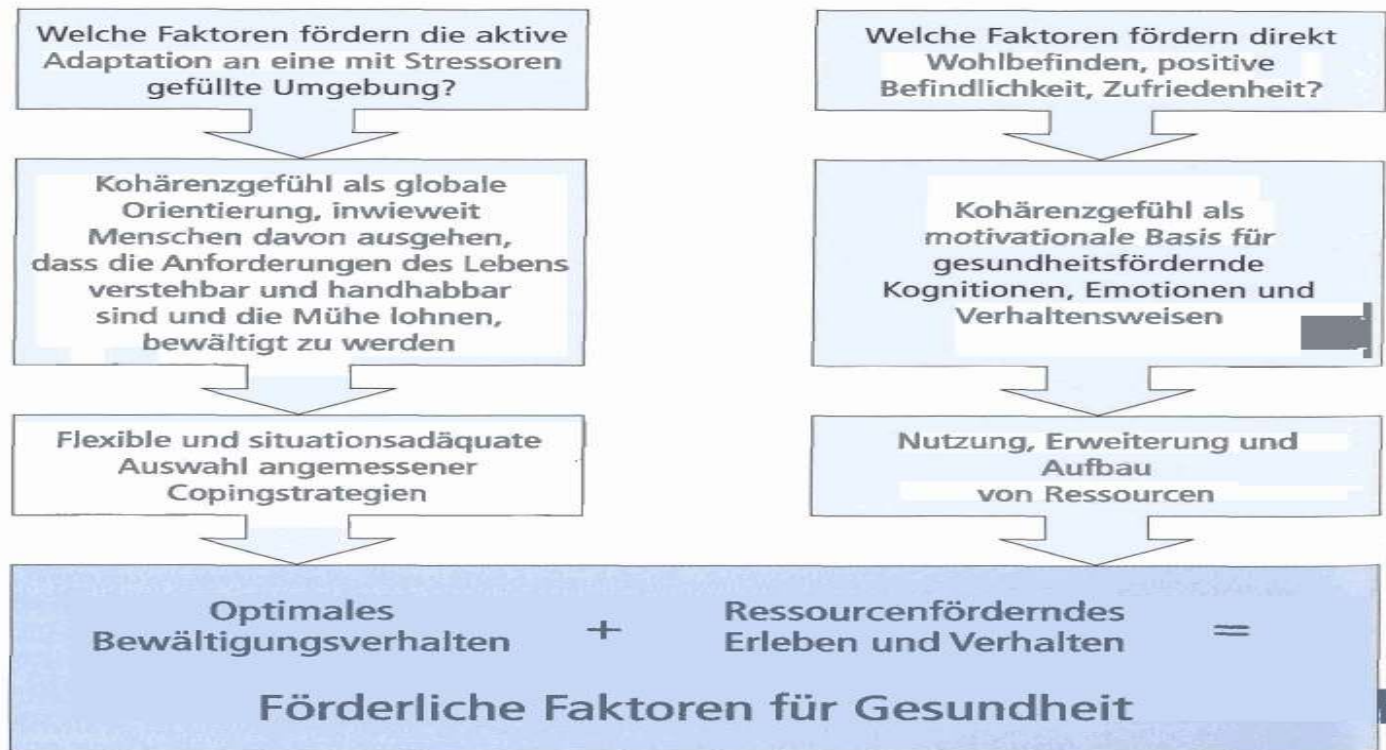 Welche Faktoren fördern die aktive
Adaptation an eine mit Stressoren
gefüllte Umgebung?
Kohärenzgefühl als globale
Orientierung, inwieweit
Menschen davon ausgehen,
dass die Anforderungen des Lebens
verstehbar und handhabbar
sind und die Mühe lohnen,
bewältigt zu werden
Flexible und situationsadäquate
Auswahl angemessener
Copingstrategien
Welche Faktoren fördern direkt
Wohlbefinden, positive
Befindlichkeit, Zufriedenheit?
Kohärenzgefühl als
motivationale Basis für
gesundheitsfördernde
Kognitionen, Emotionen und
Verhaltensweisen
Nutzung, Erweiterung und
Aufbau
von Ressourcen
Optimales
Bewältigungsverhalten
+
Ressourcenförderndes
Erleben und Verhalten
=
Förderliche Faktoren für Gesundheit